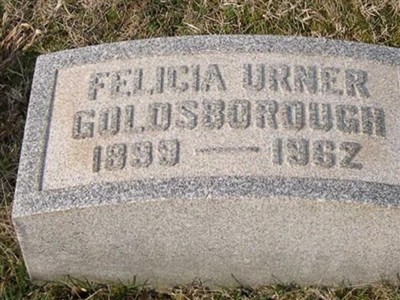 FELICIA URNER
GOLDSBOROUGH
1899 — 1962